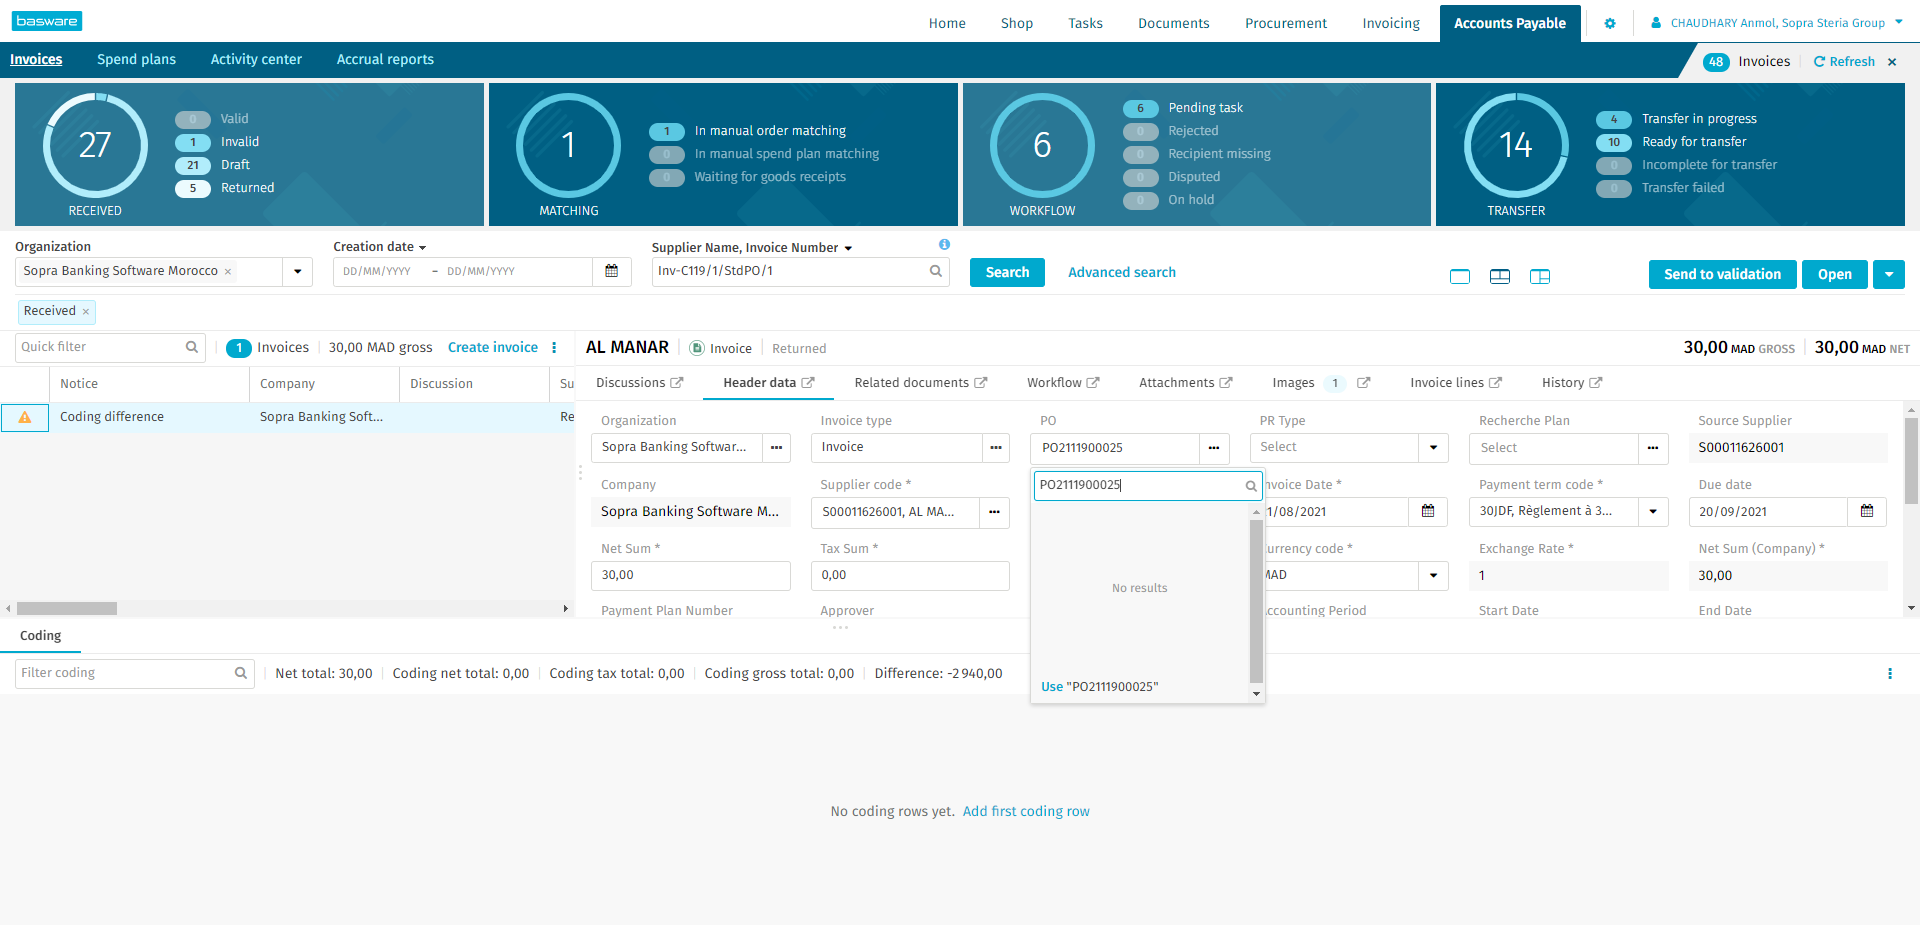 basware
Home Shop Tasks Documents Procurement Invoicing Accounts Payable CHAUDHARY Anmol, Sopra Steria Group
Invoices Spend plans Activity center Accrual reports 48 Invoices Refresh ×
27
RECEIVED
0 Valid
1 Invalid
21 Draft
5 Returned
1
MATCHING
1 In manual order matching
0 In manual spend plan matching
0 Waiting for goods receipts
6
WORKFLOW
6 Pending task
0 Rejected
0 Recipient missing
0 Disputed
0 On hold
14
TRANSFER
4 Transfer in progress
10 Ready for transfer
0 Incomplete for transfer
0 Transfer failed
Organization Creation date Supplier Name, Invoice Number
Sopra Banking Software Morocco × DD/MM/YYYY - DD/MM/YYYY Inv-C119/1/StdPO/1 Search Advanced search Send to validation Open
Received ×
Quick filter 1 Invoices 30,00 MAD gross Create invoice
Notice Company Discussion Su
Coding difference Sopra Banking Soft... Re
AL MANAR Invoice Returned 30,00 MAD GROSS 30,00 MAD NET
Discussions Header data Related documents Workflow Attachments Images 1 Invoice lines History
Organization Invoice type PO PR Type Recherche Plan Source Supplier
Sopra Banking Softwar... Invoice PO2111900025 Select Select S00011626001
PO2111900025
Company Supplier code * nvoice Date * Payment term code * Due date
Sopra Banking Software M... S00011626001, AL MA... 1/08/2021 30JDF, Règlement à 3... 20/09/2021
Net Sum * Tax Sum * urrency code * Exchange Rate * Net Sum (Company) *
30,00 0,00 MAD 1 30,00
No results
Payment Plan Number Approver ccounting Period Start Date End Date
Use "PO2111900025"
Coding
Filter coding Net total: 30,00 Coding net total: 0,00 Coding tax total: 0,00 Coding gross total: 0,00 Difference: -2 940,00
No coding rows yet. Add first coding row